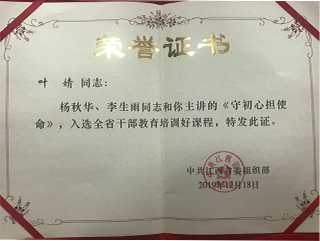 荣誉证书
叶婧 同志：
杨秋华、李生雨同志和你主讲的《守初心担使
命》，入选全省干部教育培训好课程，特发此证。
中共江西省委组织部
2019年12月18日